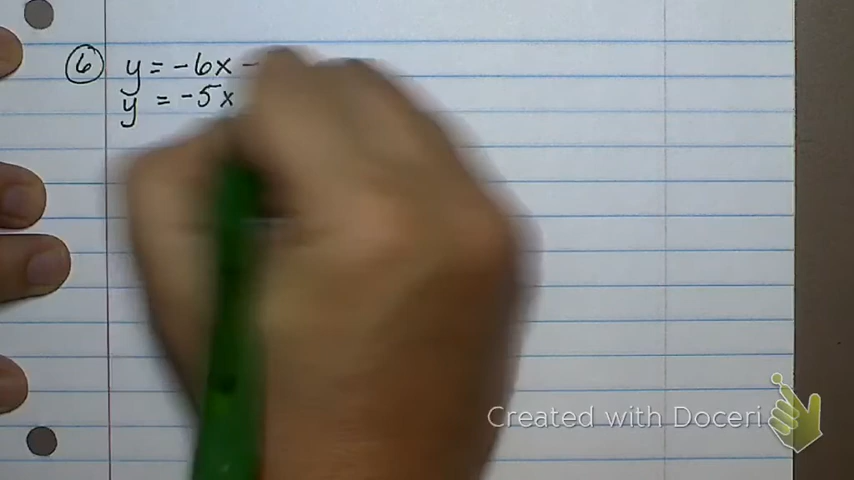 6 y = -6x -
y = -5x
Created with Doceri